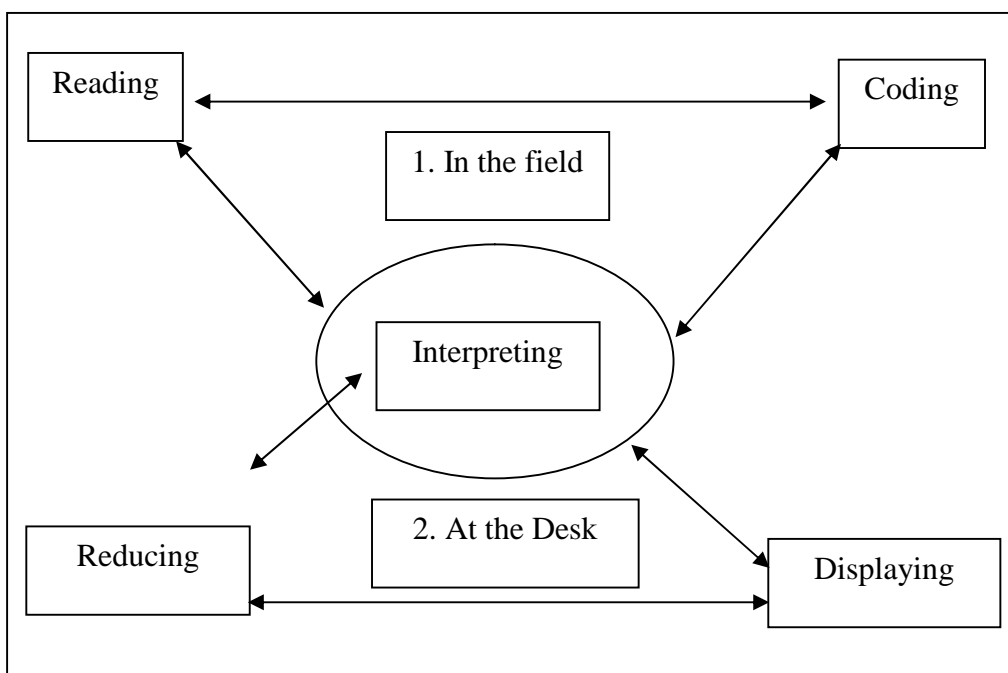 Reading
Coding
1. In the field
Interpreting
2. At the Desk
Reducing
Displaying